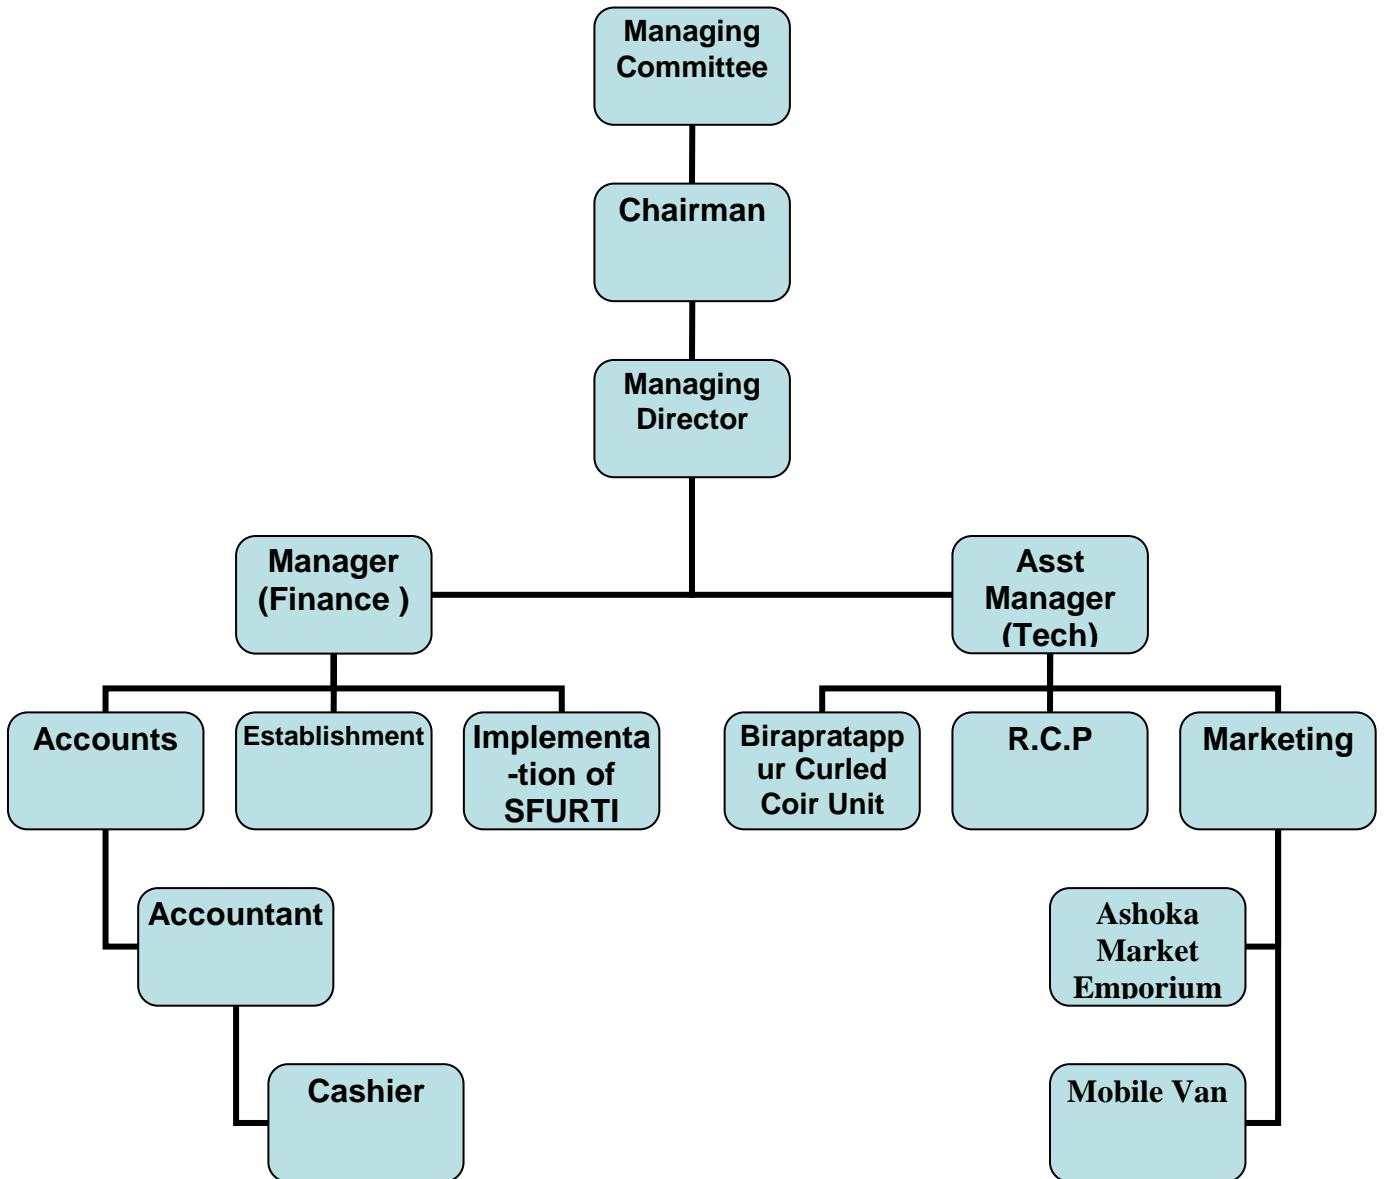 Managing
Committee
Chairman
Managing
Director
Manager
(Finance )
Asst
Manager
(Tech)
Accounts
Establishment
Implementa
-tion of
SFURTI
Birapratapp
ur Curled
Coir Unit
R.C.P
Marketing
Accountant
Ashoka
Market
Emporium
Cashier
Mobile Van